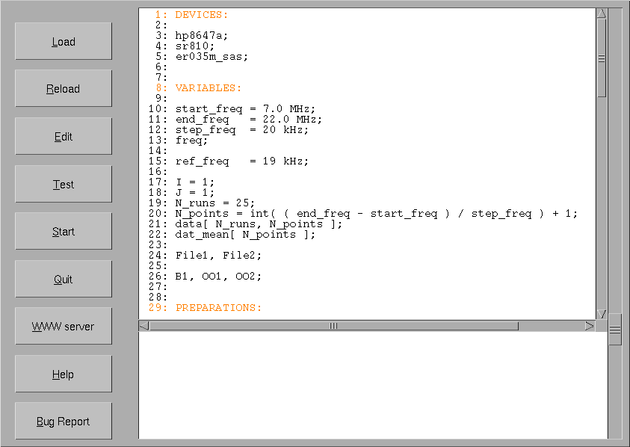 Load
Reload
Edit
Test
Start
Quit
WWW server
Help
Bug Report
1: DEVICES:
2:
3: hp8647a;
4: sr810;
5: er035m_sas;
6:
7:
8: VARIABLES:
9:
10: start_freq = 7.0 MHz;
11: end_freq   = 22.0 MHz;
12: step_freq  = 20 kHz;
13: freq;
14:
15: ref_freq   = 19 kHz;
16:
17: I = 1;
18: J = 1;
19: N_runs = 25;
20: N_points = int( ( end_freq - start_freq ) / step_freq ) + 1;
21: data[ N_runs, N_points ];
22: dat_mean[ N_points ];
23:
24: File1, File2;
25:
26: B1, OO1, OO2;
27:
28:
29: PREPARATIONS: